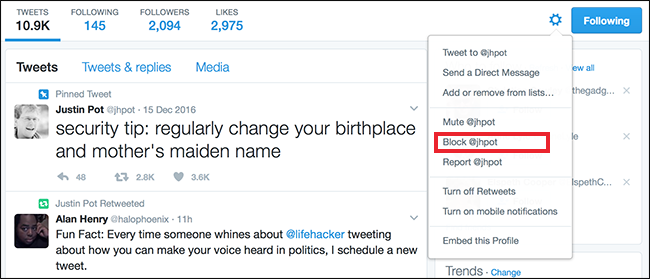 TWEETS FOLLOWING FOLLOWERS LIKES
10.9K 145 2,094 2,975
Following
Tweets Tweets & replies Media
Pinned Tweet
Justin Pot @jhpot · 15 Dec 2016
security tip: regularly change your birthplace
and mother's maiden name
48 2.8K 3.6K
Justin Pot Retweeted
Alan Henry @halophoenix · 11h
Fun Fact: Every time someone whines about @lifehacker tweeting
about how you can make your voice heard in politics, I schedule a new
tweet.
Tweet to @jhpot
Send a Direct Message
Add or remove from lists...
Mute @jhpot
Block @jhpot
Report @jhpot
Turn off Retweets
Turn on mobile notifications
Embed this Profile
ew all
thegadg...
lspethC...
Trends · Change